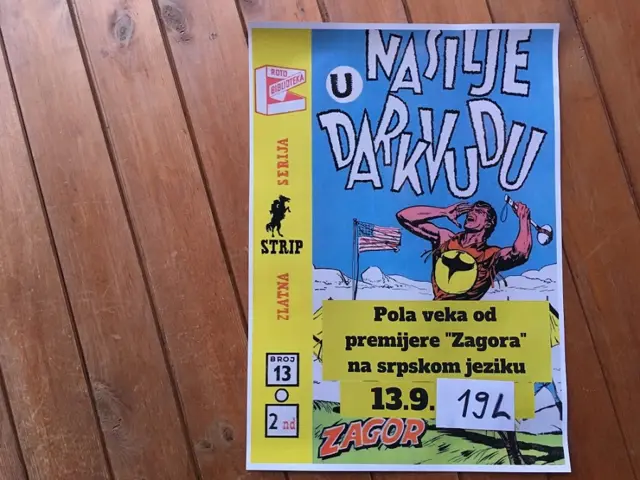 ROTO
BIBLIOTEKA
ZLATNA SERIJA
STRIP
BROJ
13
2 nd
NASILJE
U
DARKVUDU
Pola veka od
premijere "Zagora"
na srpskom jeziku
13.9. 19h
ZAGOR